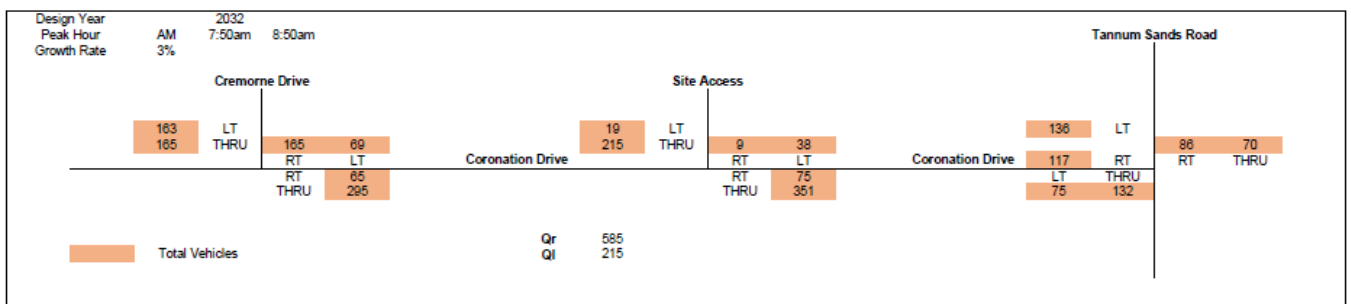 Design Year 2032
Peak Hour AM 7:50am 8:50am
Growth Rate 3%
Tannum Sands Road
Cremorne Drive
Site Access
163 LT
165 THRU
165 69
RT LT
RT 65
THRU 295
Coronation Drive
19 LT
215 THRU
9 38
RT LT
RT 75
THRU 351
Coronation Drive
136 LT
117 RT
LT THRU
75 132
86 70
RT THRU
Qr 585
Ql 215
Total Vehicles